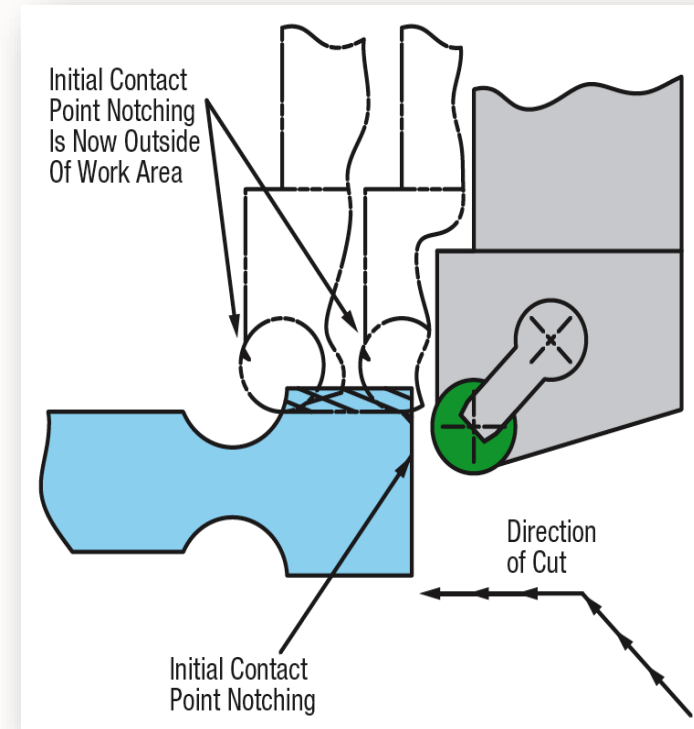 Initial Contact
Point Notching
Is Now Outside
Of Work Area
Direction
of Cut
Initial Contact
Point Notching